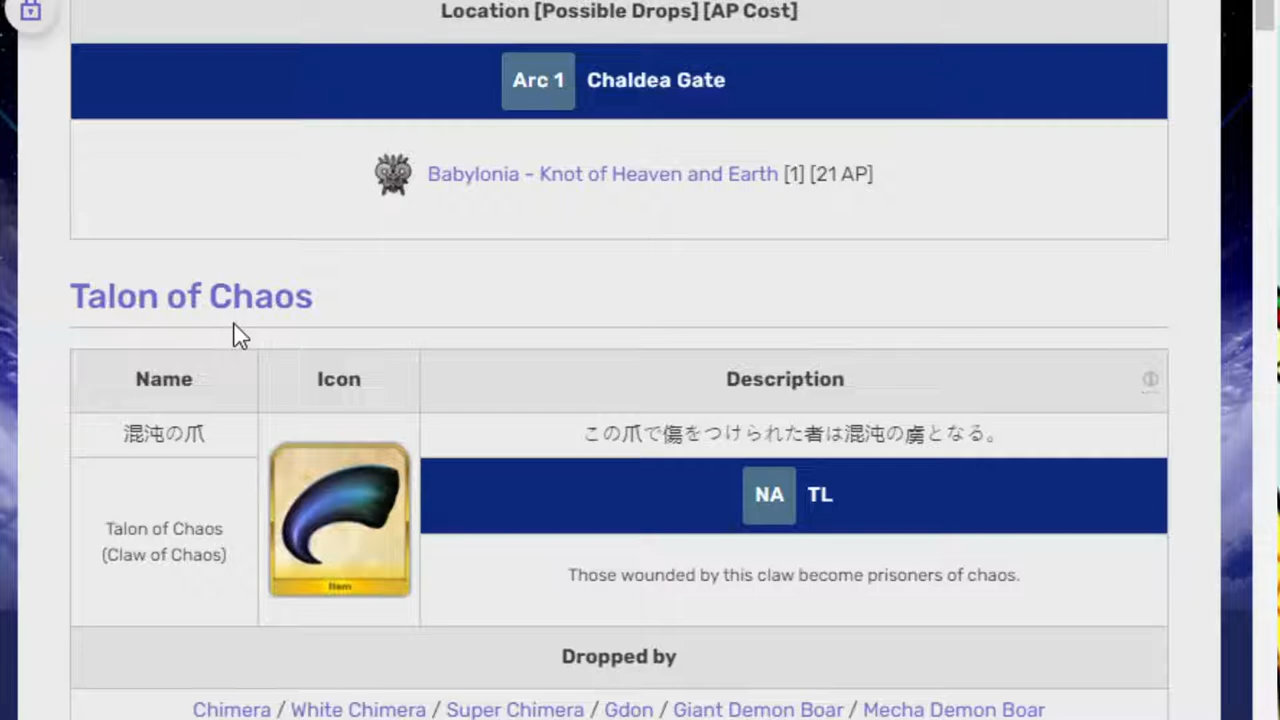 Location [Possible Drops] [AP Cost]
Arc 1 Chaldea Gate
Babylonia - Knot of Heaven and Earth [1] [21 AP]
Talon of Chaos
Name Icon Description
混沌の爪
この爪で傷をつけられた者は混沌の虜となる。
NA TL
Talon of Chaos
(Claw of Chaos)
Item
Those wounded by this claw become prisoners of chaos.
Dropped by
Chimera / White Chimera / Super Chimera / Gdon / Giant Demon Boar / Mecha Demon Boar